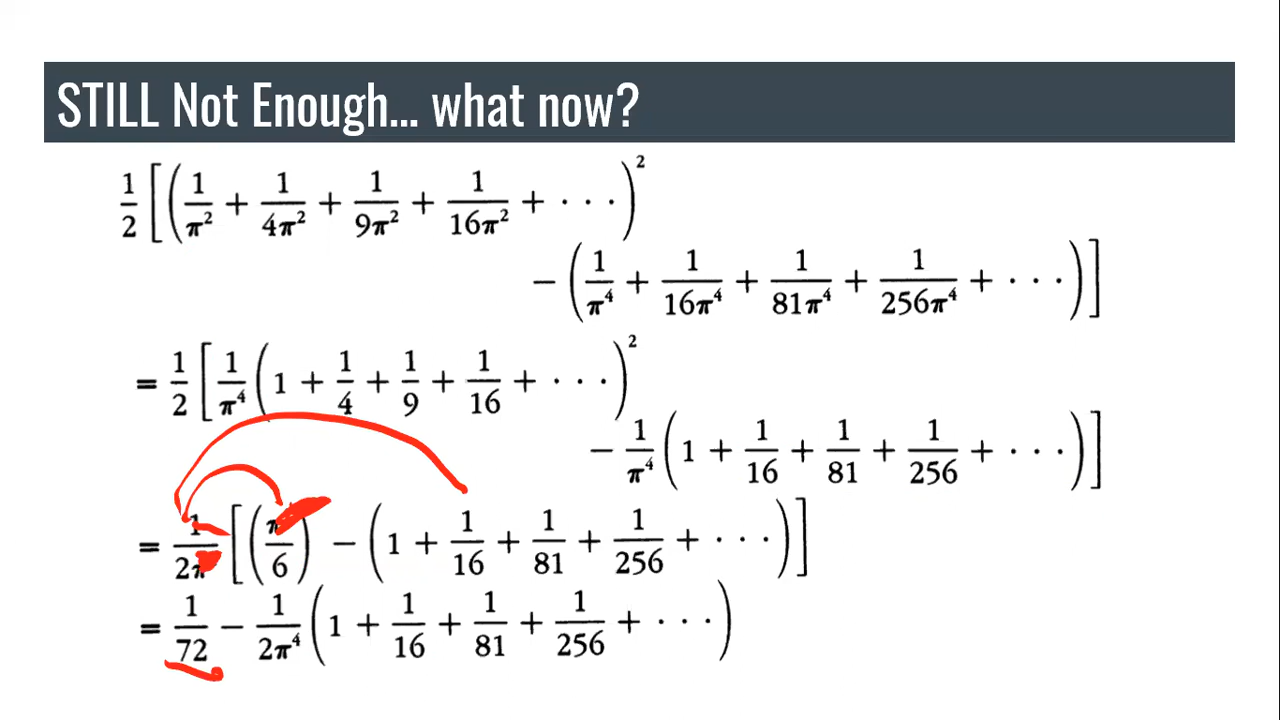 STILL Not Enough... what now?
1/2 [(1/π² + 1/4π² + 1/9π² + 1/16π² + · · ·)²
− (1/π⁴ + 1/16π⁴ + 1/81π⁴ + 1/256π⁴ + · · ·)]
= 1/2 [1/π⁴ (1 + 1/4 + 1/9 + 1/16 + · · ·)²
− 1/π⁴ (1 + 1/16 + 1/81 + 1/256 + · · ·)]
= 1/2π [(π/6) − (1 + 1/16 + 1/81 + 1/256 + · · ·)]
= 1/72 − 1/2π⁴ (1 + 1/16 + 1/81 + 1/256 + · · ·)